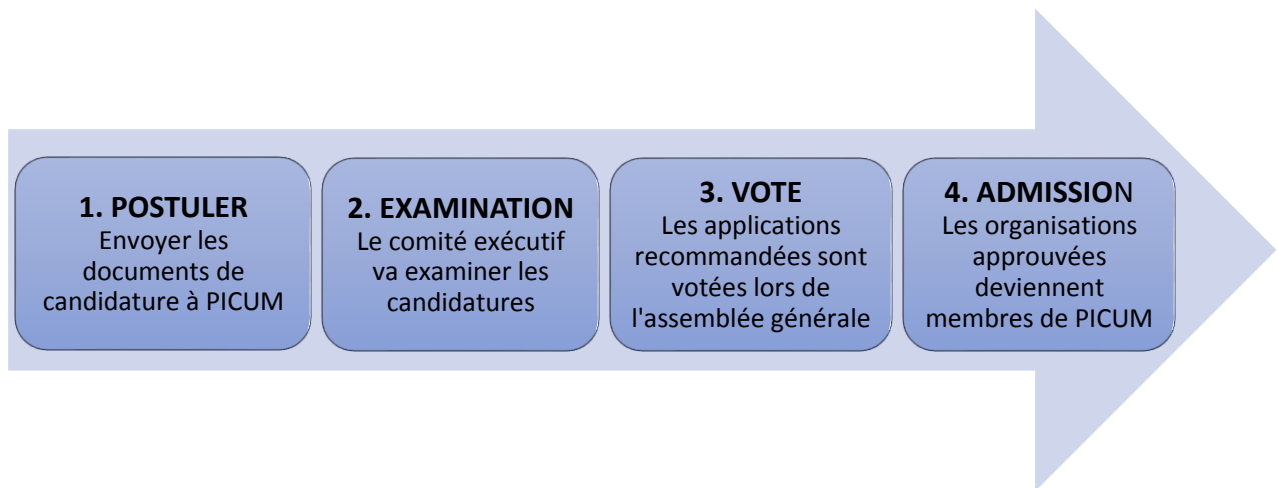 1. POSTULER
Envoyer les
documents de
candidature à PICUM
2. EXAMINATION
Le comité exécutif
va examiner les
candidatures
3. VOTE
Les applications
recommandées sont
votées lors de
l'assemblée générale
4. ADMISSION
Les organisations
approuvées
deviennent
membres de PICUM